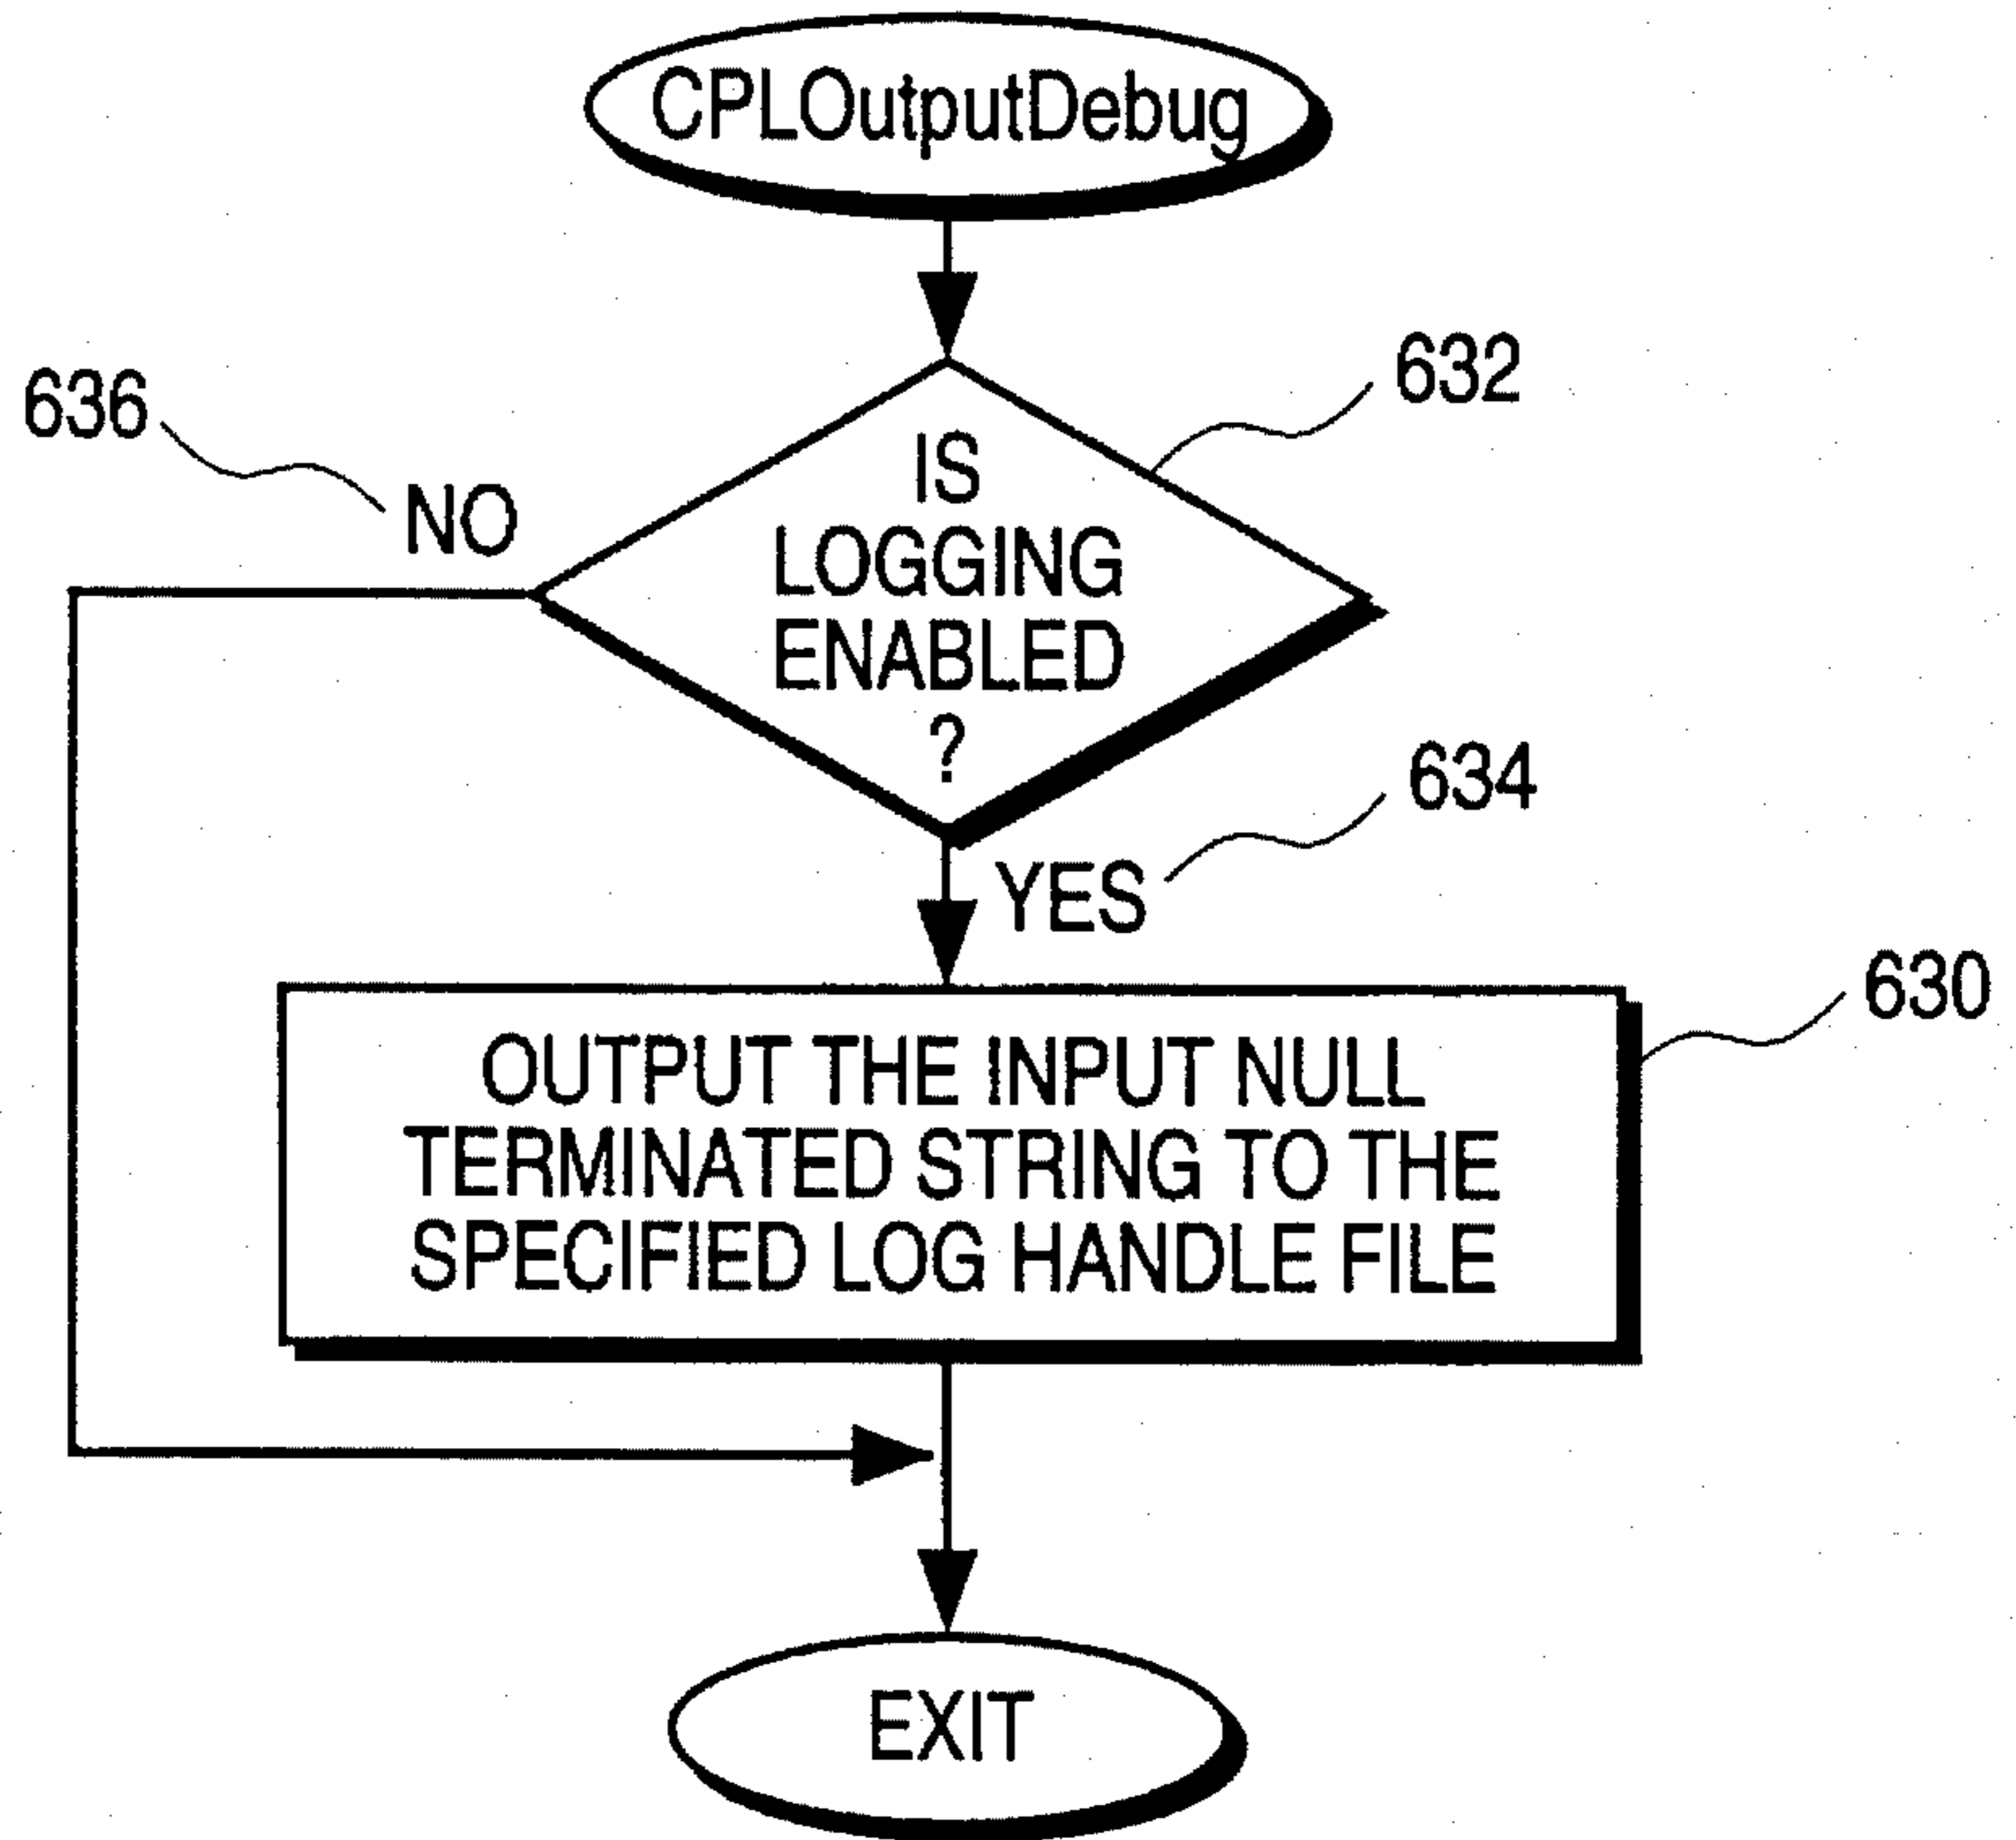 CPLOutputDebug
632
636
IS
NO
LOGGING
ENABLED
?
634
YES
630
OUTPUT THE INPUT NULL
TERMINATED STRING TO THE
SPECIFIED LOG HANDLE FILE
EXIT